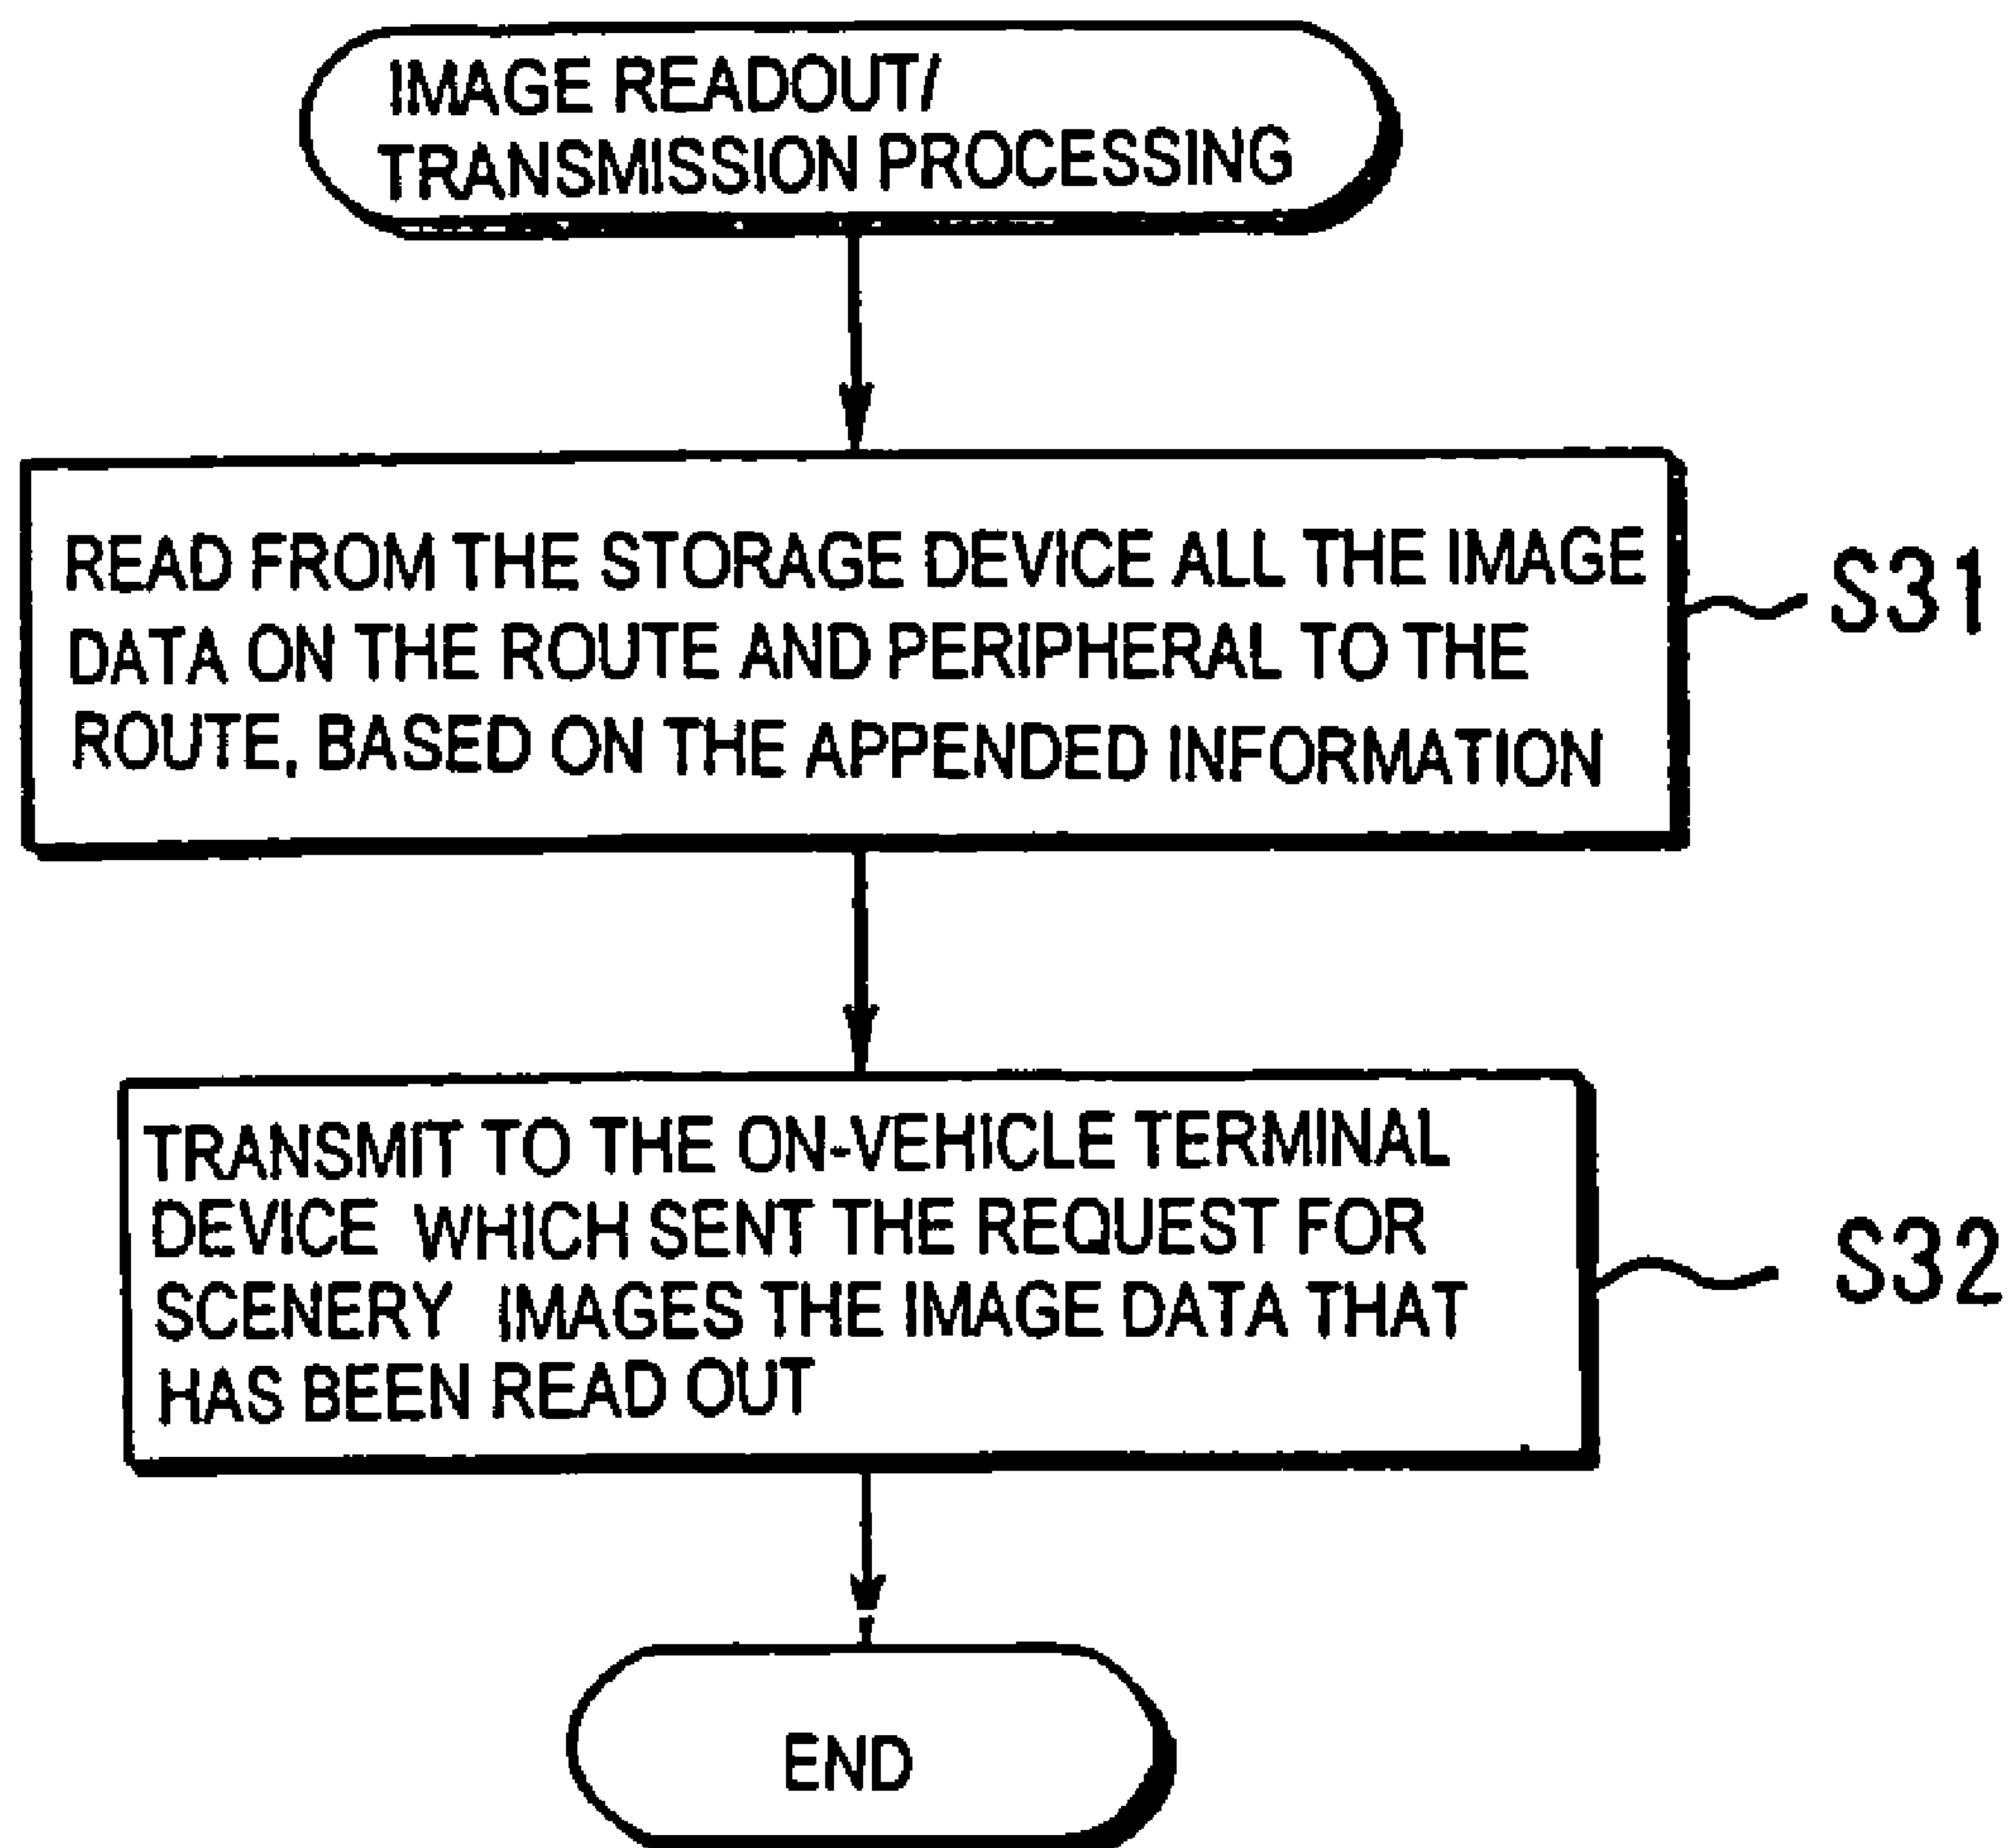 IMAGE READOUT/
TRANSMISSION PROCESSING
READ FROM THE STORAGE DEVICE ALL THE IMAGE
DATA ON THE ROUTE AND PERIPHERAL TO THE
ROUTE, BASED ON THE APPENDED INFORMATION
S31
TRANSMIT TO THE ON-VEHICLE TERMINAL
DEVICE WHICH SENT THE REQUEST FOR
SCENERY IMAGES THE IMAGE DATA THAT
HAS BEEN READ OUT
S32
END